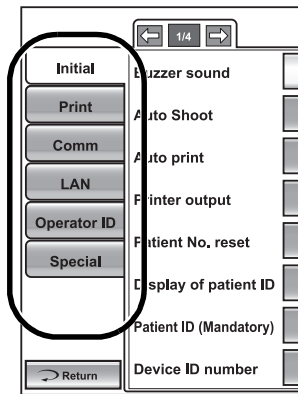 1/4
Initial
Print
Comm
LAN
Operator ID
Special
Return
Buzzer sound
Auto Shoot
Auto print
Printer output
Patient No. reset
Display of patient ID
Patient ID (Mandatory)
Device ID number